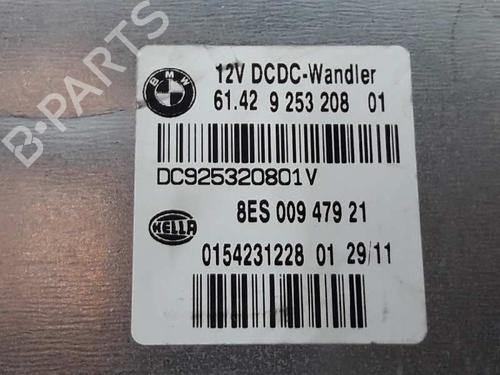 BMW
12V DCDC-Wandler
61.42 9 253 208 01
DC925320801V
8ES 009 479 21
HELLA
0154231228 01 29/11
B-PARTS